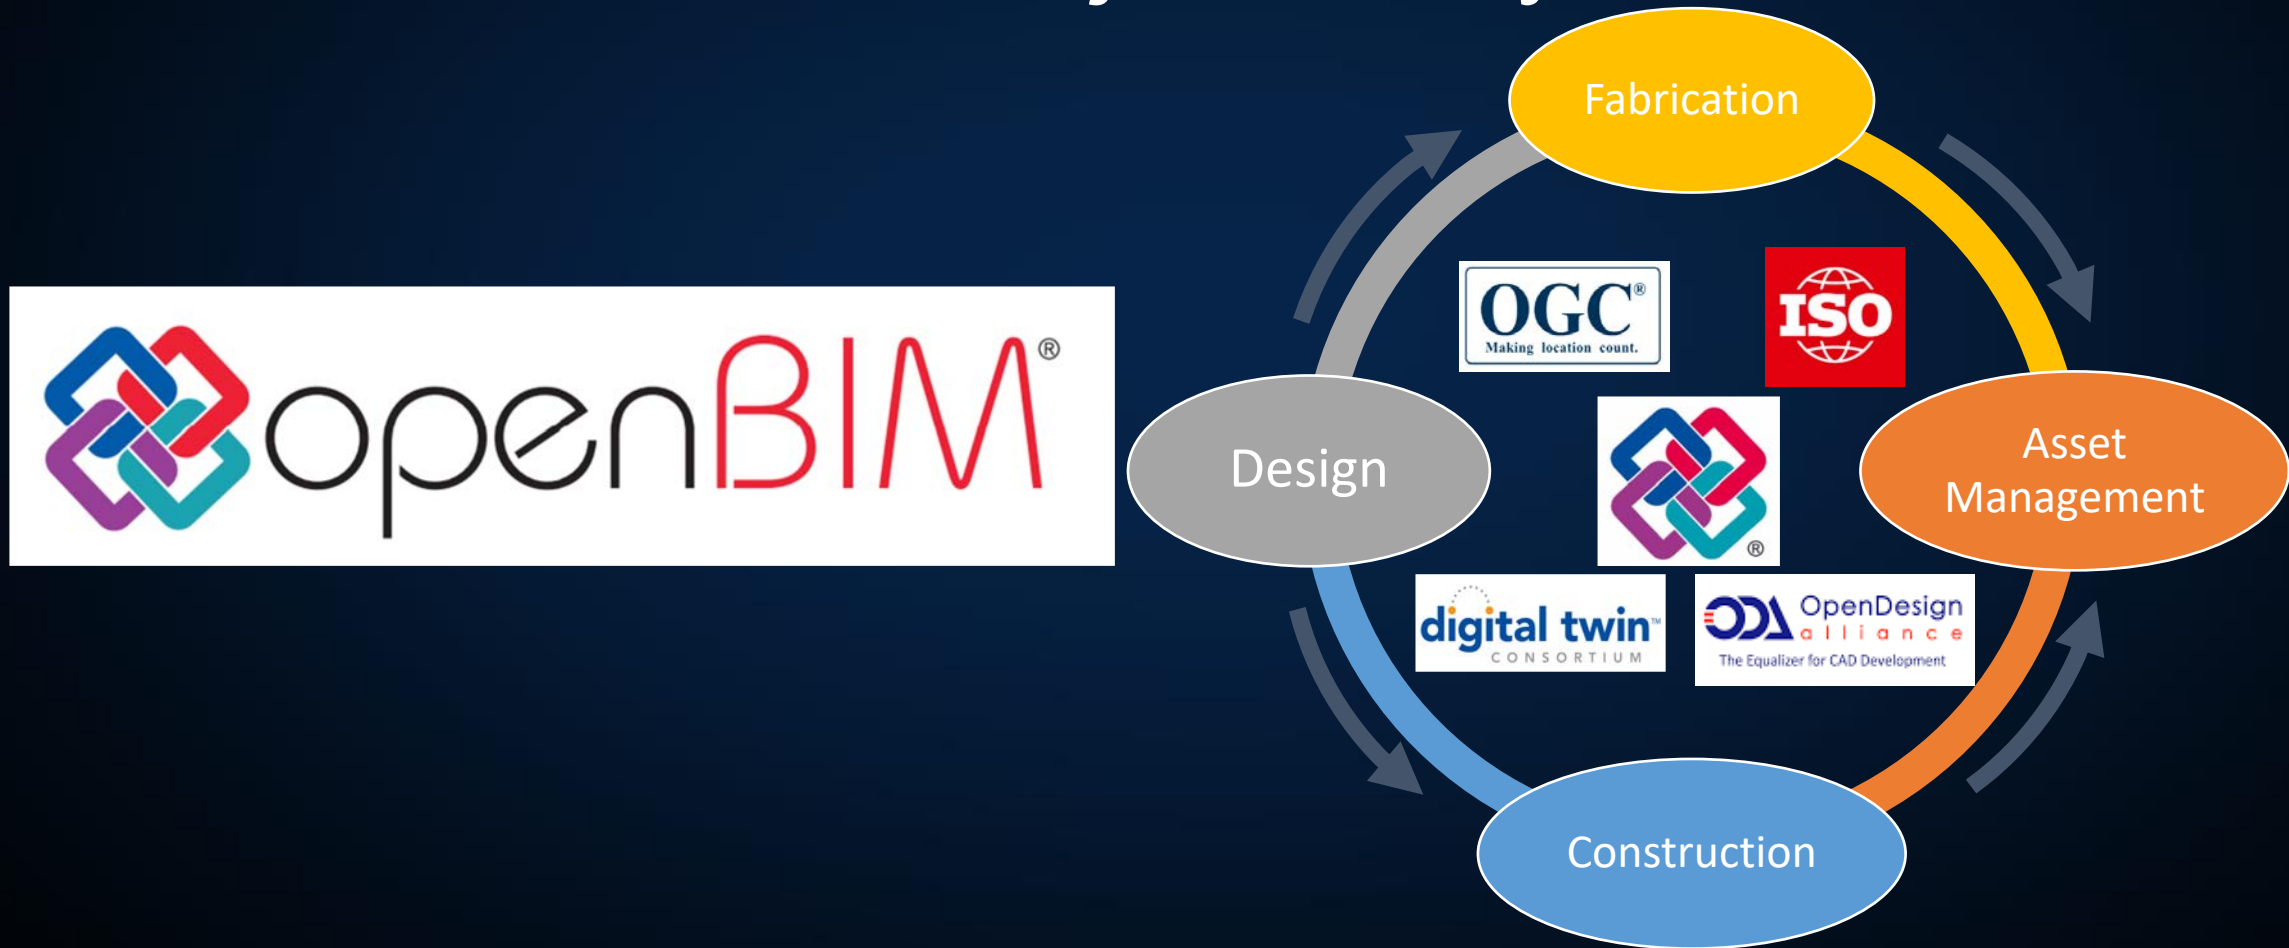 openBIM®
Fabrication
OGC®
Making location count.
ISO
Design
Asset
Management
®
digital twin™
CONSORTIUM
ODA OpenDesign
alliance
The Equalizer for CAD Development
Construction